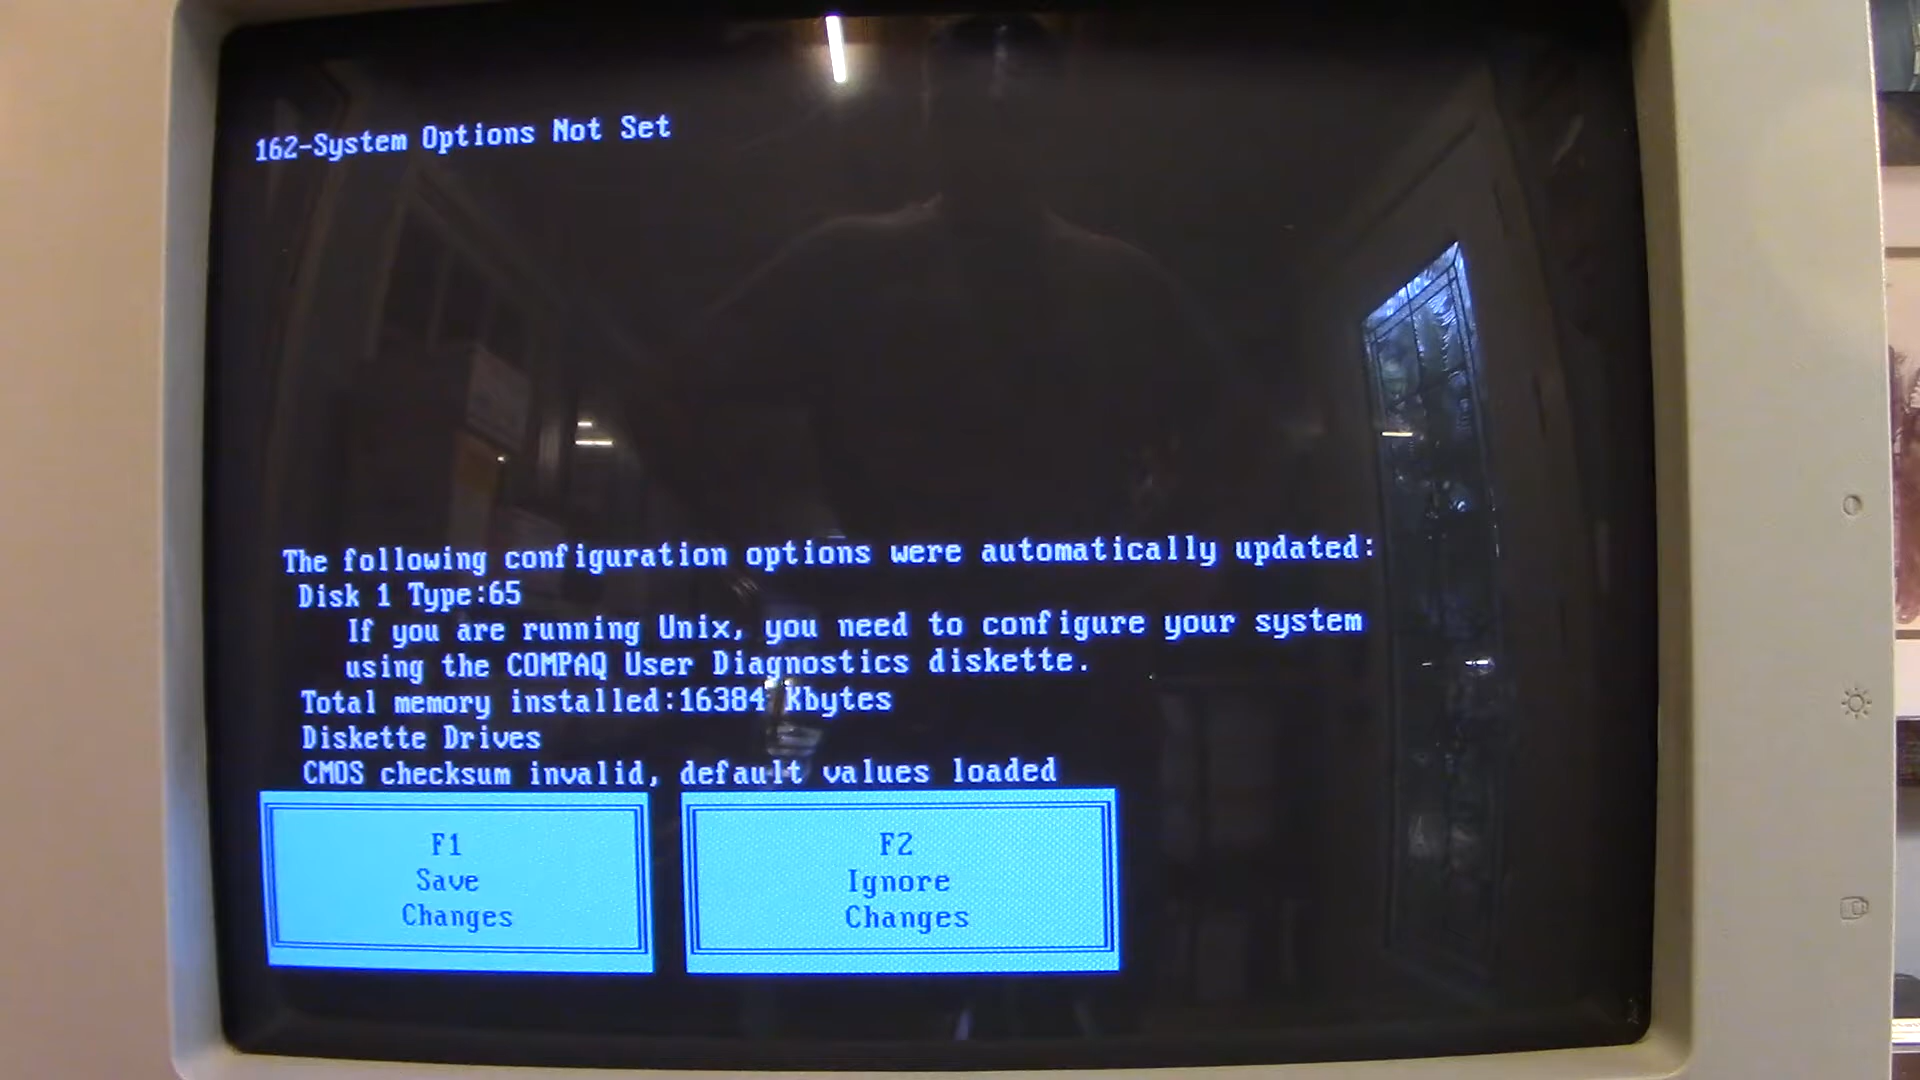 162-System Options Not Set
The following configuration options were automatically updated:
Disk 1 Type:65
If you are running Unix, you need to configure your system
using the COMPAQ User Diagnostics diskette.
Total memory installed:16384 Kbytes
Diskette Drives
CMOS checksum invalid, default values loaded
F1
Save
Changes
F2
Ignore
Changes